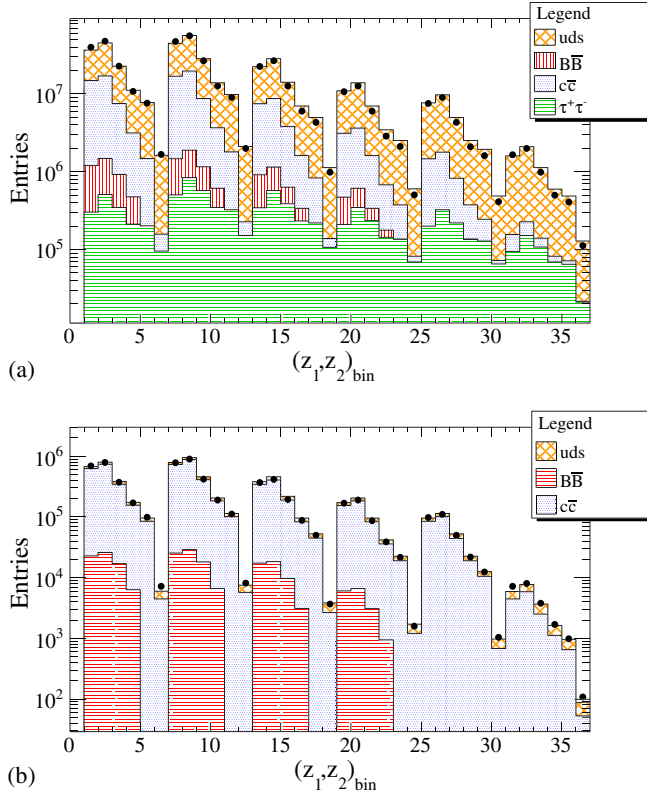 Legend
uds
BB̅
cc̅
τ⁺τ⁻
Entries
10⁷
10⁶
10⁵
0 5 10 15 20 25 30 35
(z₁,z₂)bin
(a)
Legend
uds
BB̅
cc̅
Entries
10⁶
10⁵
10⁴
10³
10²
0 5 10 15 20 25 30 35
(z₁,z₂)bin
(b)